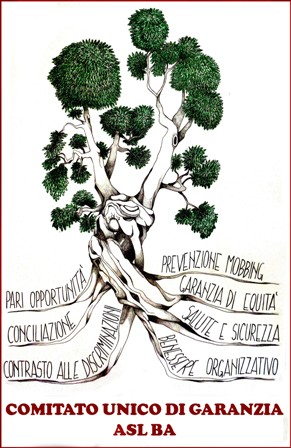 PARI OPPORTUNITÀ
CONCILIAZIONE
CONTRASTO ALLE DISCRIMINAZIONI
PREVENZIONE MOBBING
GARANZIA DI EQUITÀ
SALUTE E SICUREZZA
BENESSERE ORGANIZZATIVO
COMITATO UNICO DI GARANZIA
ASL BA